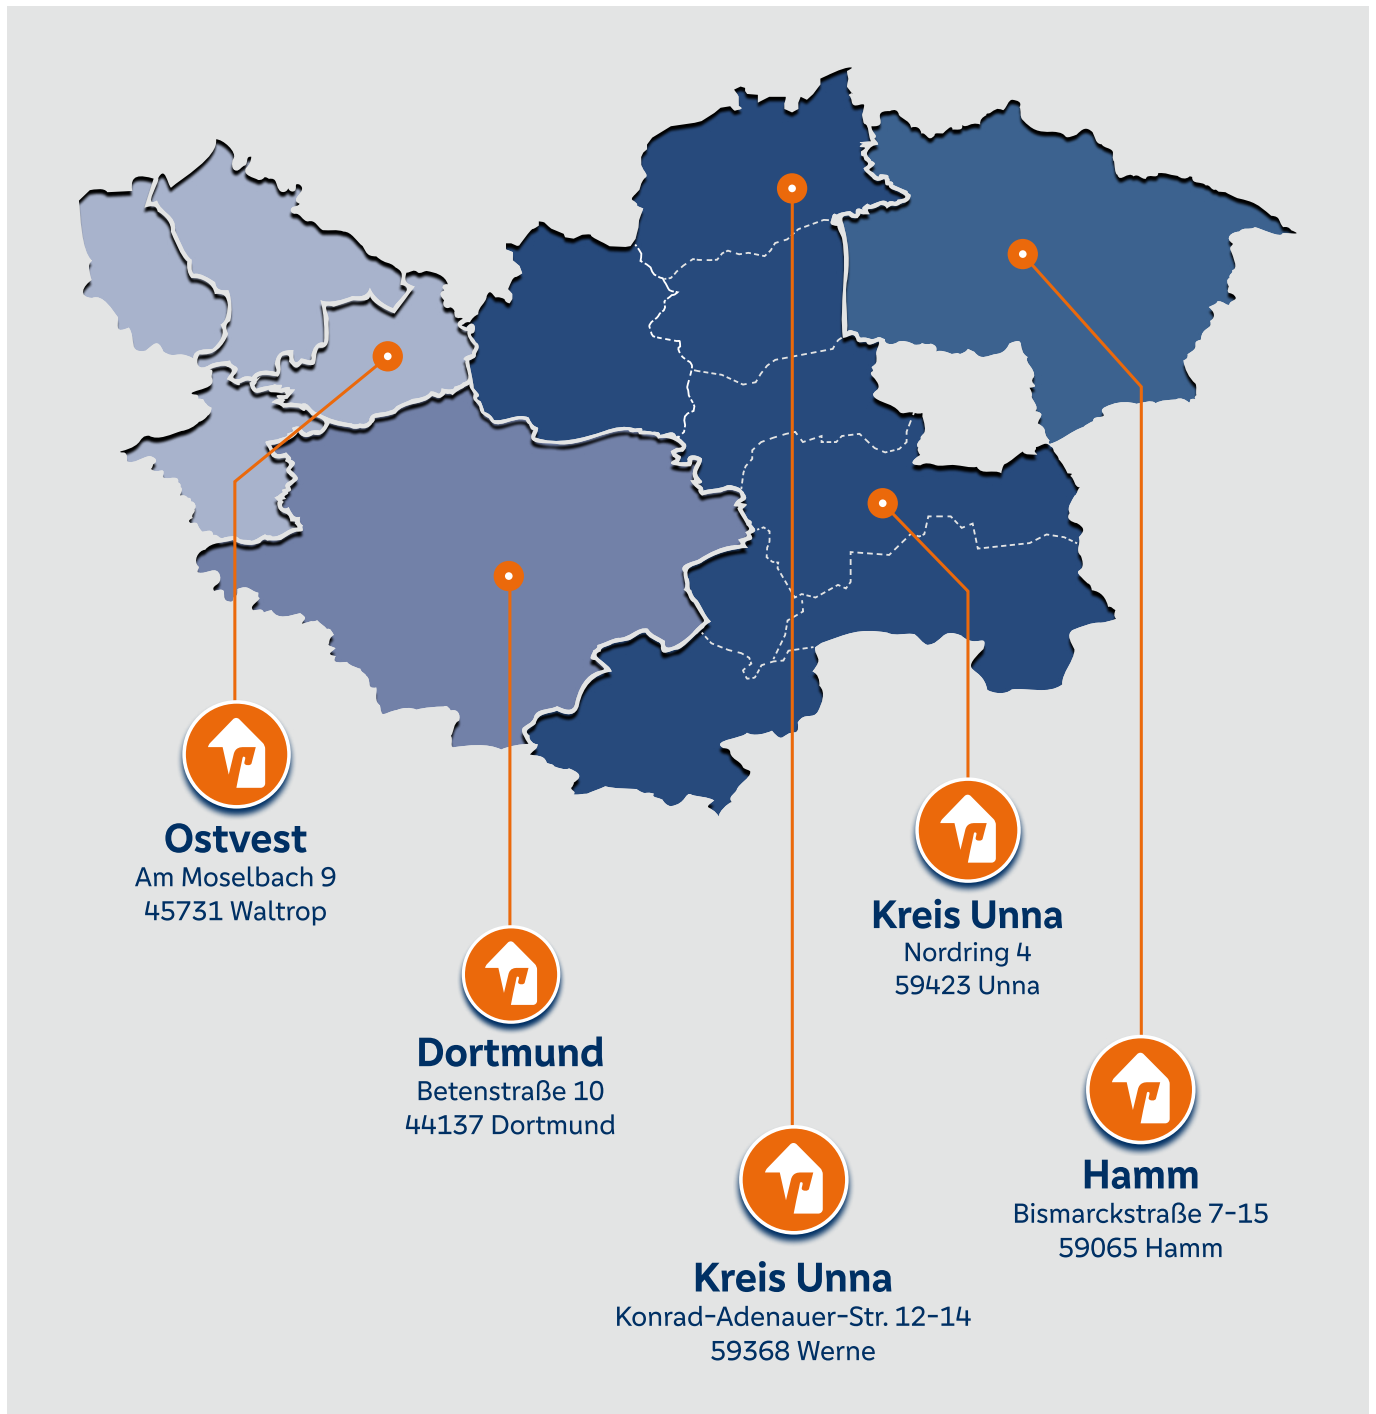 Ostvest
Am Moselbach 9
45731 Waltrop
Dortmund
Betenstraße 10
44137 Dortmund
Kreis Unna
Konrad-Adenauer-Str. 12-14
59368 Werne
Kreis Unna
Nordring 4
59423 Unna
Hamm
Bismarckstraße 7-15
59065 Hamm